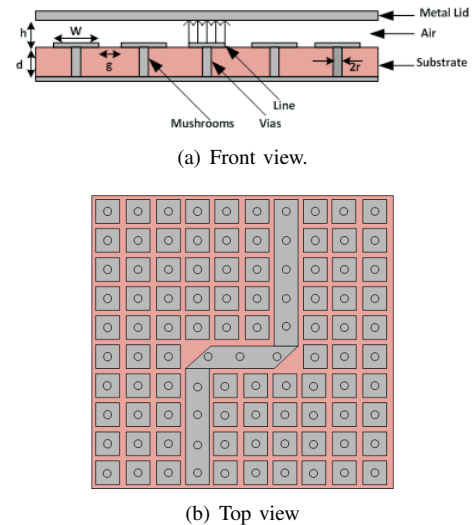 Metal Lid
h
W
Air
d
g
2r
Substrate
Line
Mushrooms
Vias
(a) Front view.
(b) Top view